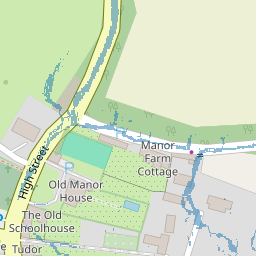 High Street
Manor
Farm
Cottage
Old Manor
House
The Old
Schoolhouse
Tudor